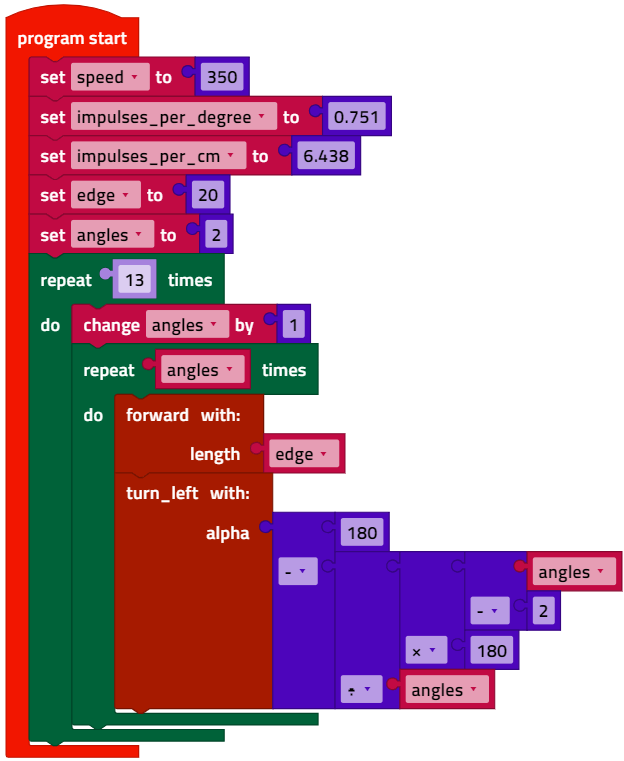 program start
set speed to 350
set impulses_per_degree to 0.751
set impulses_per_cm to 6.438
set edge to 20
set angles to 2
repeat 13 times
do change angles by 1
repeat angles times
do forward with:
length edge
turn_left with:
alpha 180
- angles
- 2
× 180
÷ angles